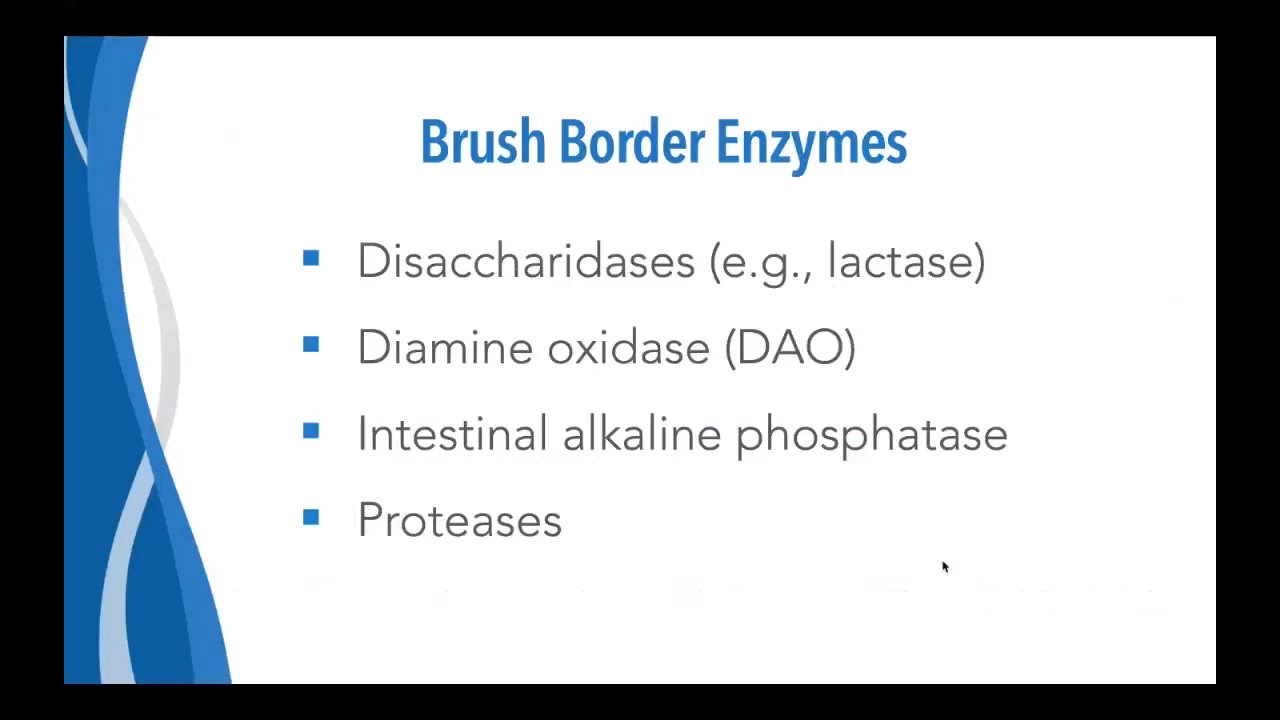 Brush Border Enzymes
▪ Disaccharidases (e.g., lactase)
▪ Diamine oxidase (DAO)
▪ Intestinal alkaline phosphatase
▪ Proteases